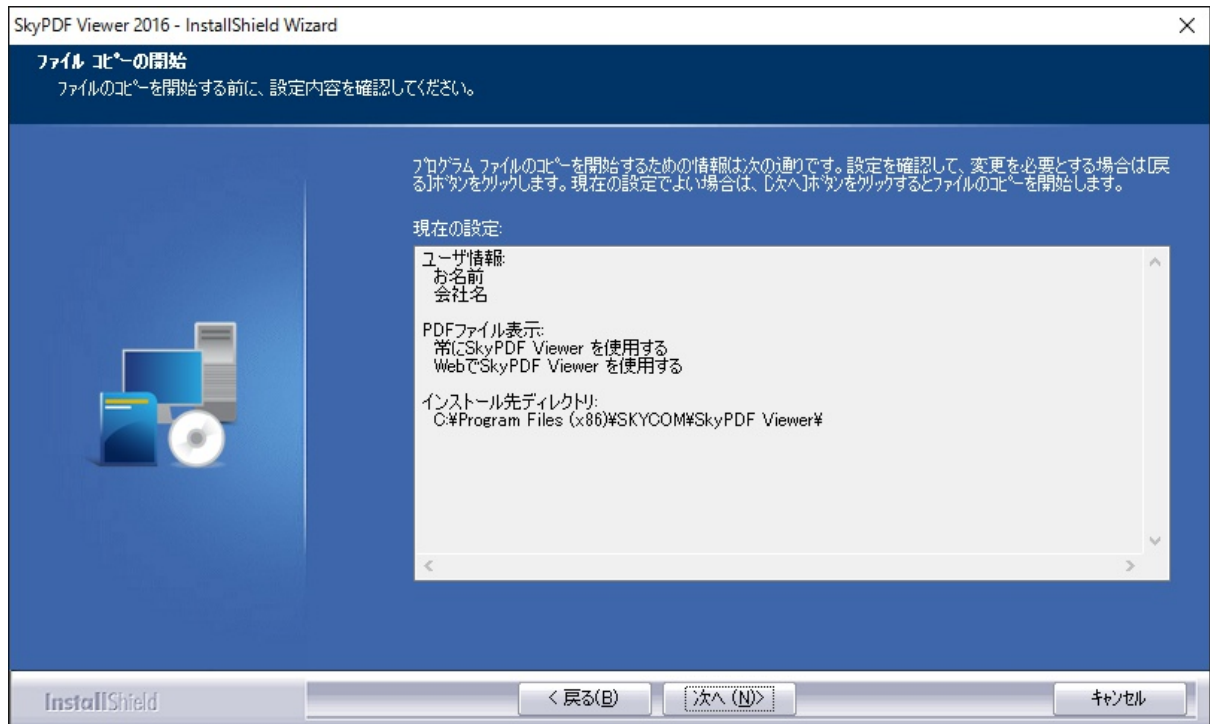 SkyPDF Viewer 2016 - InstallShield Wizard
ﾌｧｲﾙ ｺﾋﾟｰの開始
ﾌｧｲﾙのｺﾋﾟｰを開始する前に、設定内容を確認してください。
ﾌﾟﾛｸﾞﾗﾑ ﾌｧｲﾙのｺﾋﾟｰを開始するための情報は次の通りです。設定を確認して、変更を必要とする場合は[戻
る]ﾎﾞﾀﾝをｸﾘｯｸします。現在の設定でよい場合は、[次へ]ﾎﾞﾀﾝをｸﾘｯｸするとﾌｧｲﾙのｺﾋﾟｰを開始します。
現在の設定:
ユーザ情報:
お名前
会社名
PDFファイル表示:
常にSkyPDF Viewer を使用する
WebでSkyPDF Viewer を使用する
インストール先ディレクトリ:
C:¥Program Files (x86)¥SKYCOM¥SkyPDF Viewer¥
InstallShield
< 戻る(B)
次へ (N)>
ｷｬﾝｾﾙ